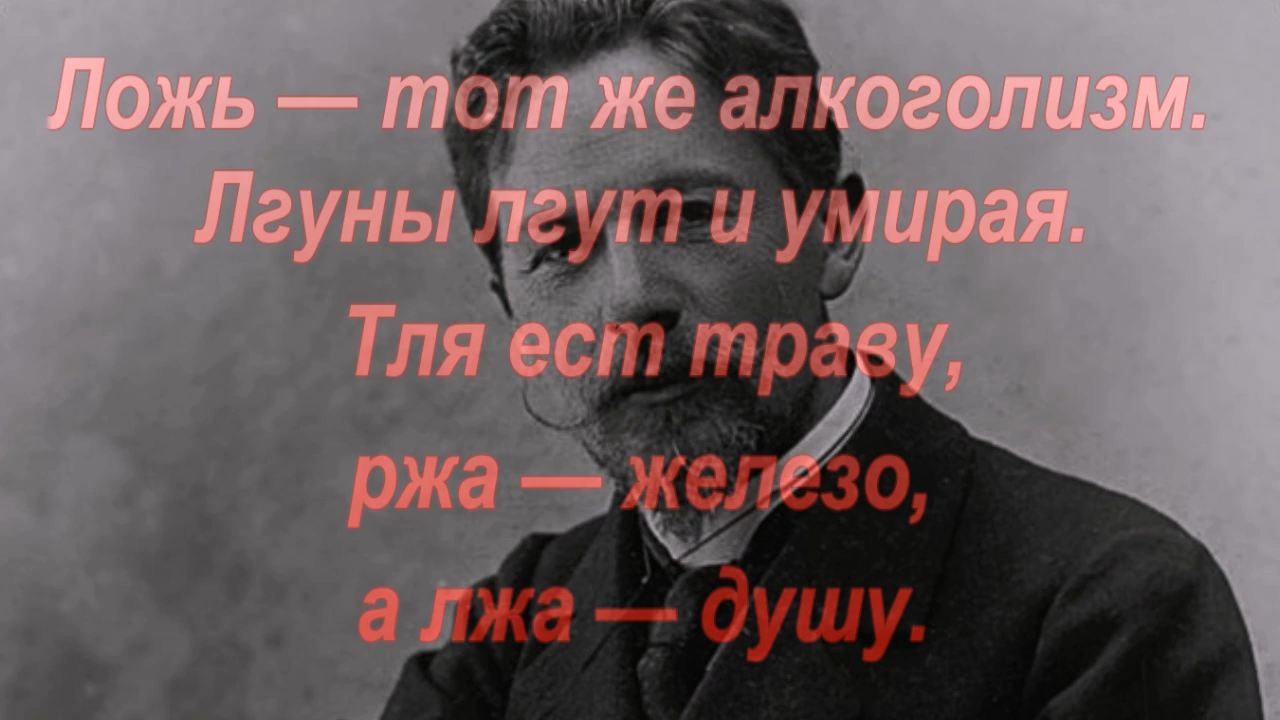 Ложь — тот же алкоголизм.
Лгуны лгут и умирая.
Тля ест траву,
ржа — железо,
а лжа — душу.